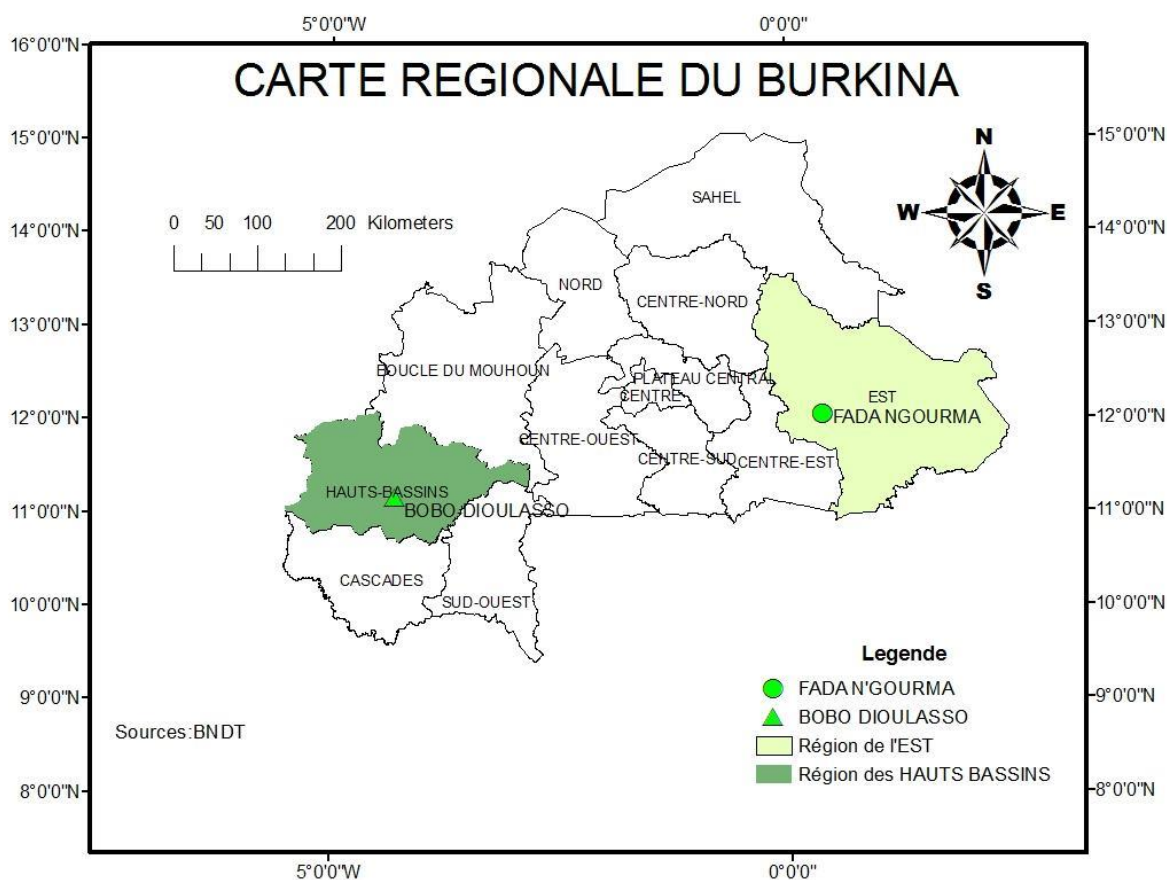 5°0'0"W 0°0'0"
16°0'0"N
CARTE REGIONALE DU BURKINA
15°0'0"N 15°0'0"N
N
SAHEL
W E
0 50 100 200 Kilometers
14°0'0"N 14°0'0"N
S
NORD
CENTRE-NORD
13°0'0"N 13°0'0"N
BOUCLE DU MOUHOUN
PLATEAU CENTRAL
CENTRE
EST
12°0'0"N 12°0'0"N
FADA NGOURMA
CENTRE-OUEST
CENTRE-SUD
CENTRE-EST
HAUTS-BASSINS
BOBO-DIOULASSO
11°0'0"N 11°0'0"N
CASCADES
SUD-OUEST
10°0'0"N 10°0'0"N
Legende
FADA N'GOURMA
9°0'0"N 9°0'0"N
BOBO DIOULASSO
Sources:BNDT
Région de l'EST
Région des HAUTS BASSINS
8°0'0"N 8°0'0"N
5°0'0"W 0°0'0"